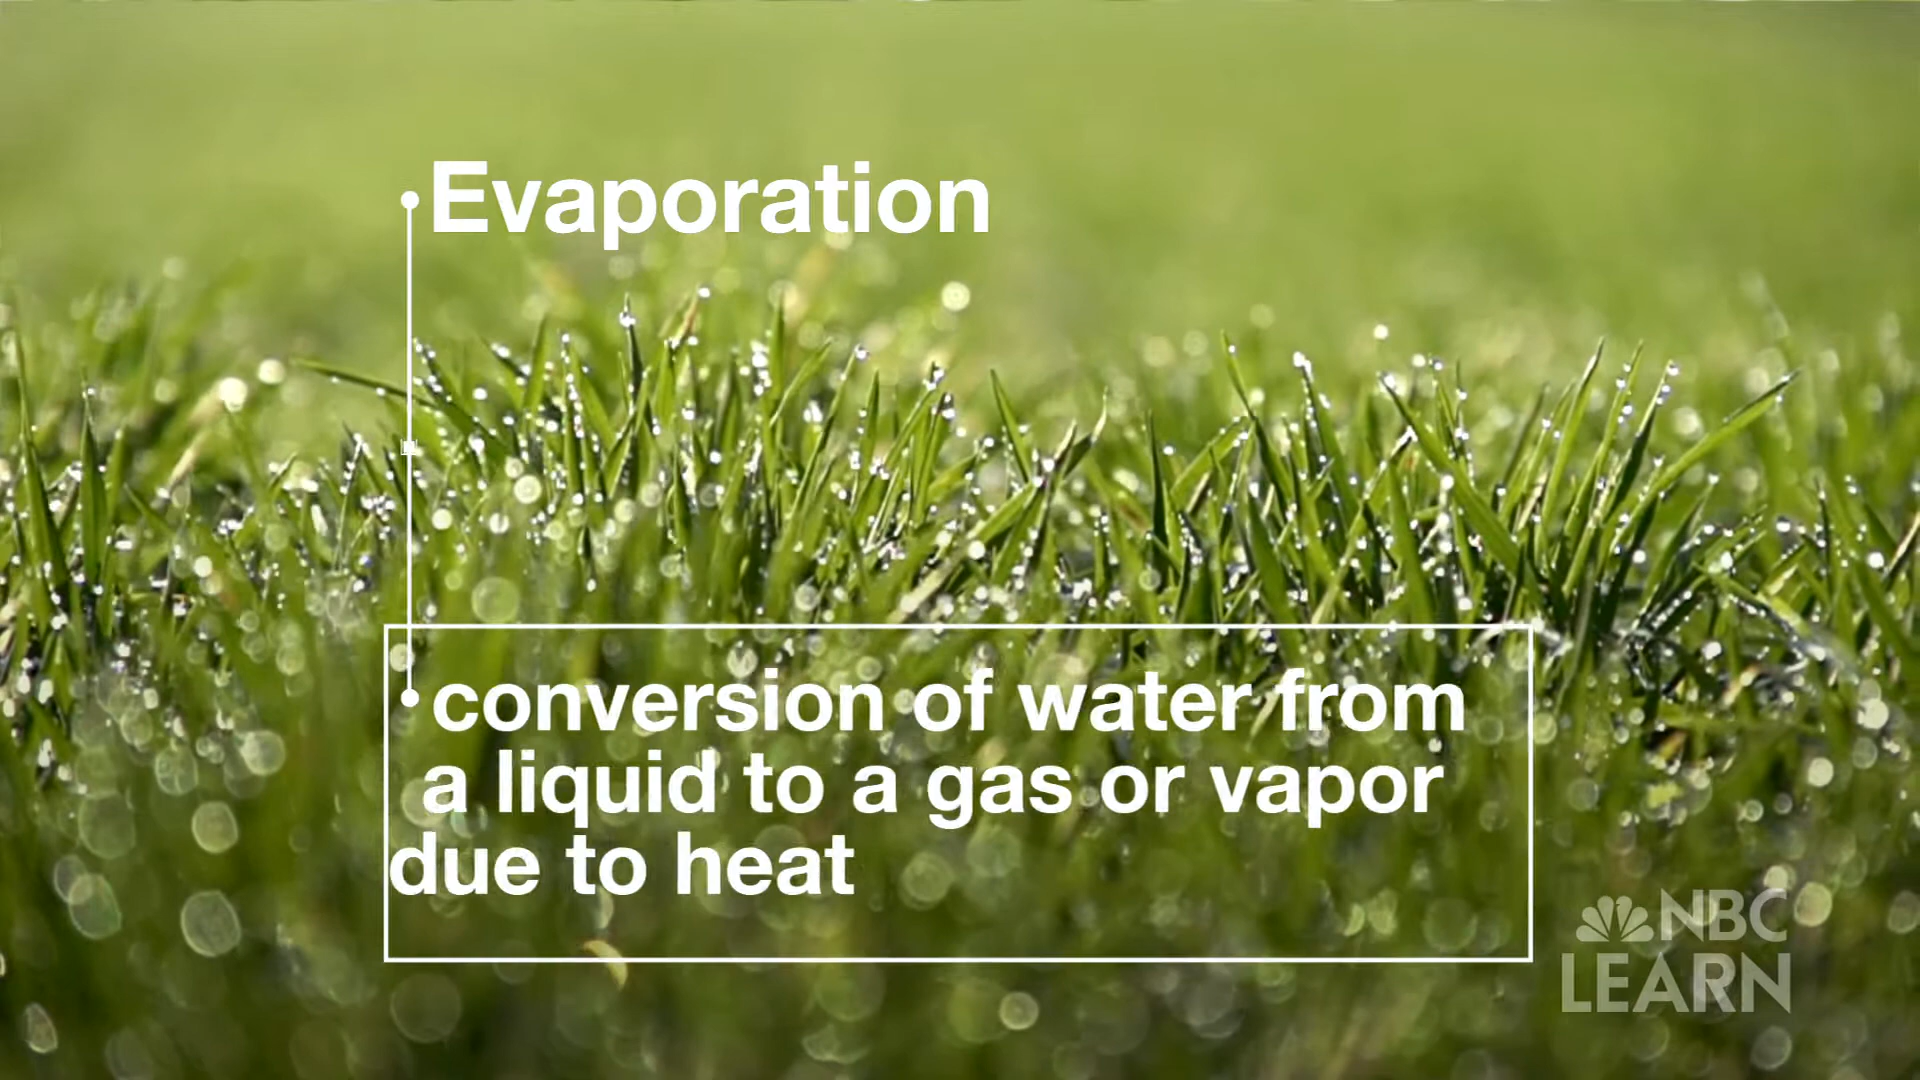 Evaporation
conversion of water from
a liquid to a gas or vapor
due to heat
NBC
LEARN